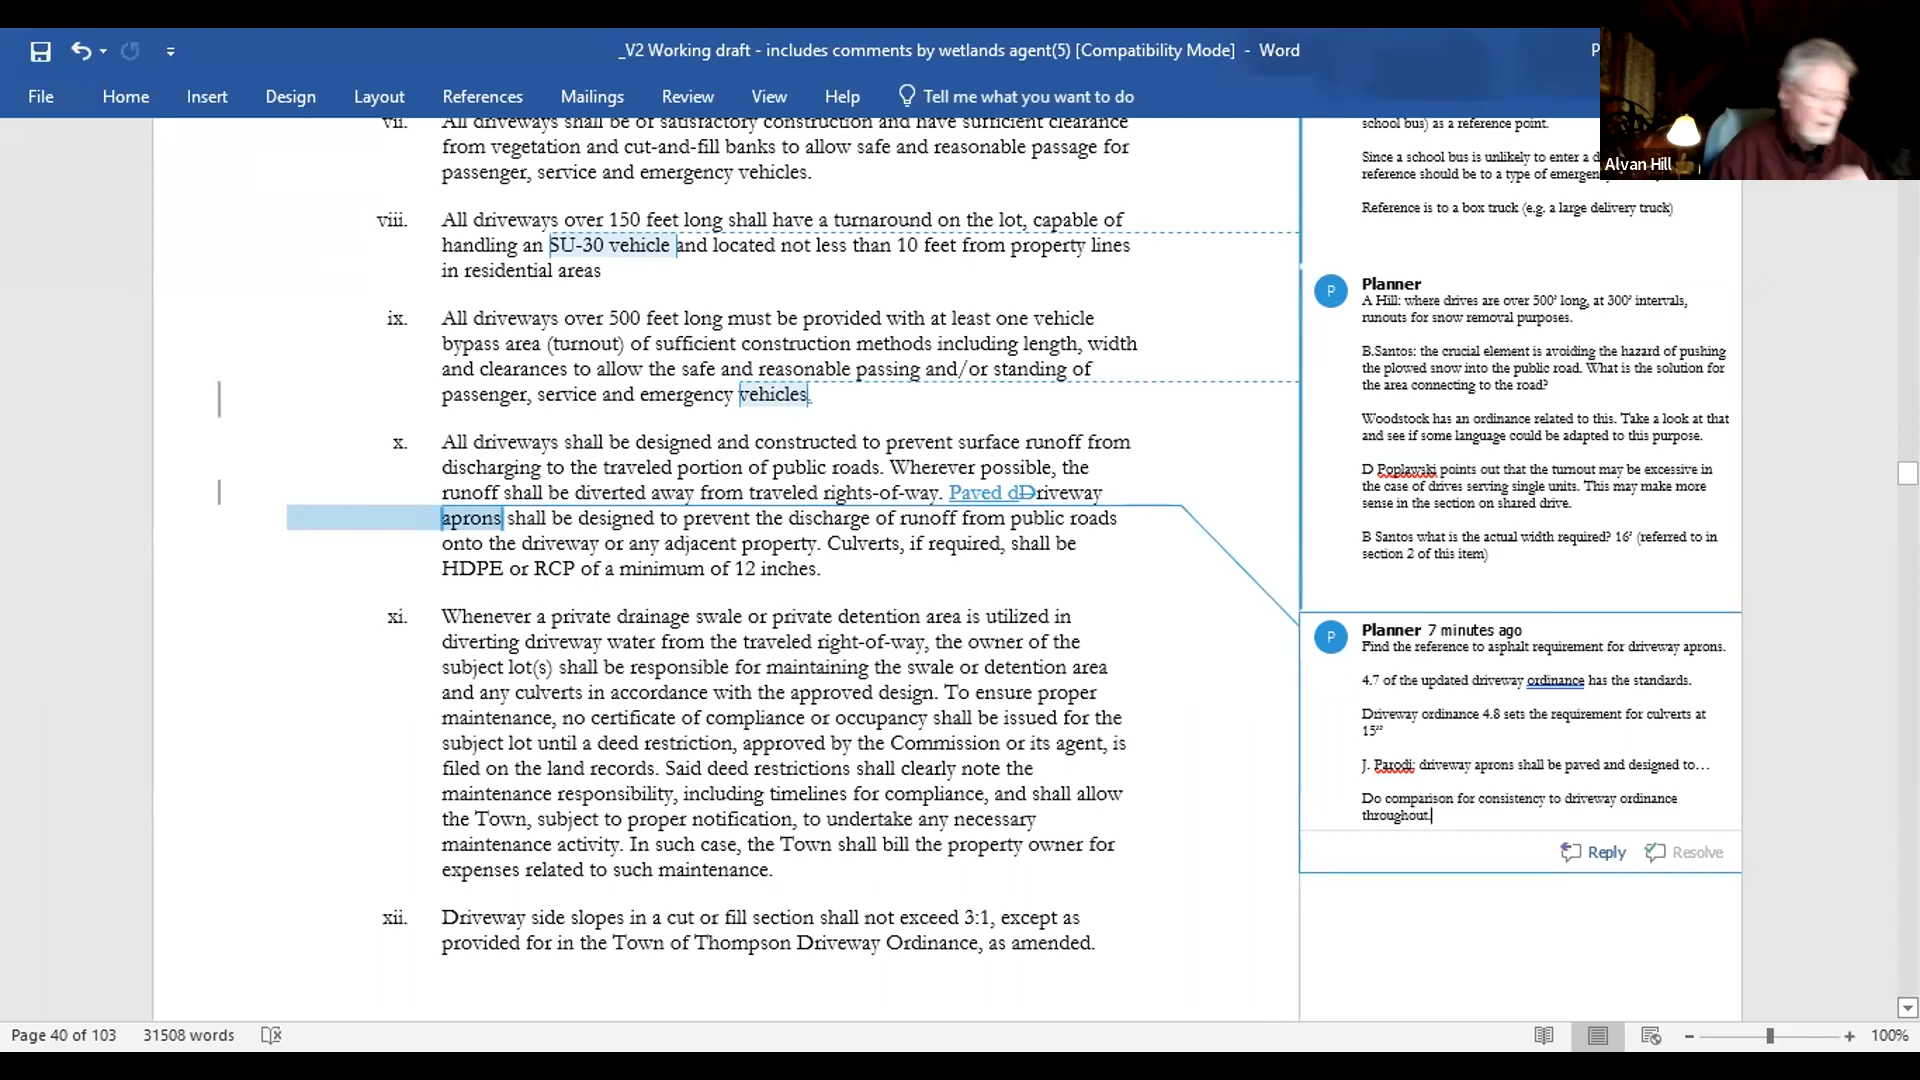 _V2 Working draft - includes comments by wetlands agent(5) [Compatibility Mode] - Word
P
File Home Insert Design Layout References Mailings Review View Help Tell me what you want to do
Alvan Hill
vii. All driveways shall be of satisfactory construction and have sufficient clearance
from vegetation and cut-and-fill banks to allow safe and reasonable passage for
passenger, service and emergency vehicles.
viii. All driveways over 150 feet long shall have a turnaround on the lot, capable of
handling an SU-30 vehicle and located not less than 10 feet from property lines
in residential areas
ix. All driveways over 500 feet long must be provided with at least one vehicle
bypass area (turnout) of sufficient construction methods including length, width
and clearances to allow the safe and reasonable passing and/or standing of
passenger, service and emergency vehicles.
x. All driveways shall be designed and constructed to prevent surface runoff from
discharging to the traveled portion of public roads. Wherever possible, the
runoff shall be diverted away from traveled rights-of-way. Paved dDriveway
aprons shall be designed to prevent the discharge of runoff from public roads
onto the driveway or any adjacent property. Culverts, if required, shall be
HDPE or RCP of a minimum of 12 inches.
xi. Whenever a private drainage swale or private detention area is utilized in
diverting driveway water from the traveled right-of-way, the owner of the
subject lot(s) shall be responsible for maintaining the swale or detention area
and any culverts in accordance with the approved design. To ensure proper
maintenance, no certificate of compliance or occupancy shall be issued for the
subject lot until a deed restriction, approved by the Commission or its agent, is
filed on the land records. Said deed restrictions shall clearly note the
maintenance responsibility, including timelines for compliance, and shall allow
the Town, subject to proper notification, to undertake any necessary
maintenance activity. In such case, the Town shall bill the property owner for
expenses related to such maintenance.
xii. Driveway side slopes in a cut or fill section shall not exceed 3:1, except as
provided for in the Town of Thompson Driveway Ordinance, as amended.
school bus) as a reference point.
Since a school bus is unlikely to enter a
reference should be to a type of
Reference is to a box truck (e.g. a large delivery truck)
P Planner
A Hill: where drives are over 500' long, at 300' intervals,
runouts for snow removal purposes.
B.Santos: the crucial element is avoiding the hazard of pushing
the plowed snow into the public road. What is the solution for
the area connecting to the road?
Woodstock has an ordinance related to this. Take a look at that
and see if some language could be adapted to this purpose.
D Poplawski points out that the turnout may be excessive in
the case of drives serving single units. This may make more
sense in the section on shared drive.
B Santos what is the actual width required? 16' (referred to in
section 2 of this item)
P Planner 7 minutes ago
Find the reference to asphalt requirement for driveway aprons.
4.7 of the updated driveway ordinance has the standards.
Driveway ordinance 4.8 sets the requirement for culverts at
15"
J. Parodi: driveway aprons shall be paved and designed to…
Do comparison for consistency to driveway ordinance
throughout.
Reply Resolve
Page 40 of 103 31508 words 100%